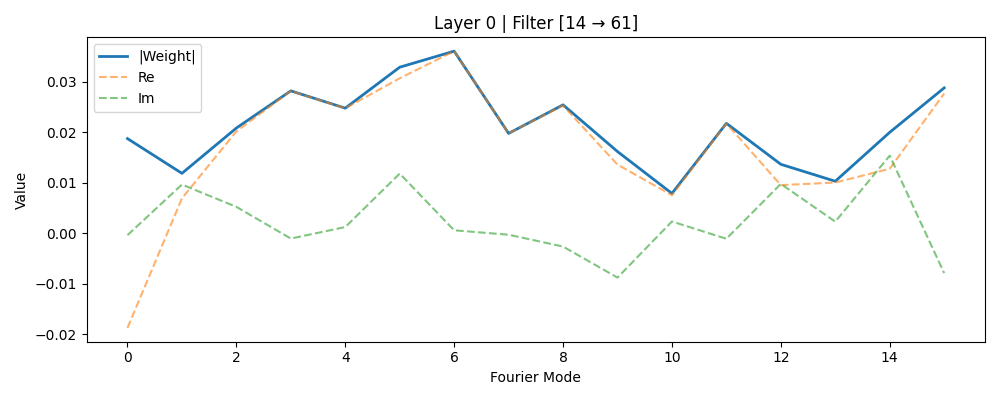 Layer 0 | Filter [14 → 61]
|Weight|
Re
Im
Value
0.03
0.02
0.01
0.00
−0.01
−0.02
0 2 4 6 8 10 12 14
Fourier Mode